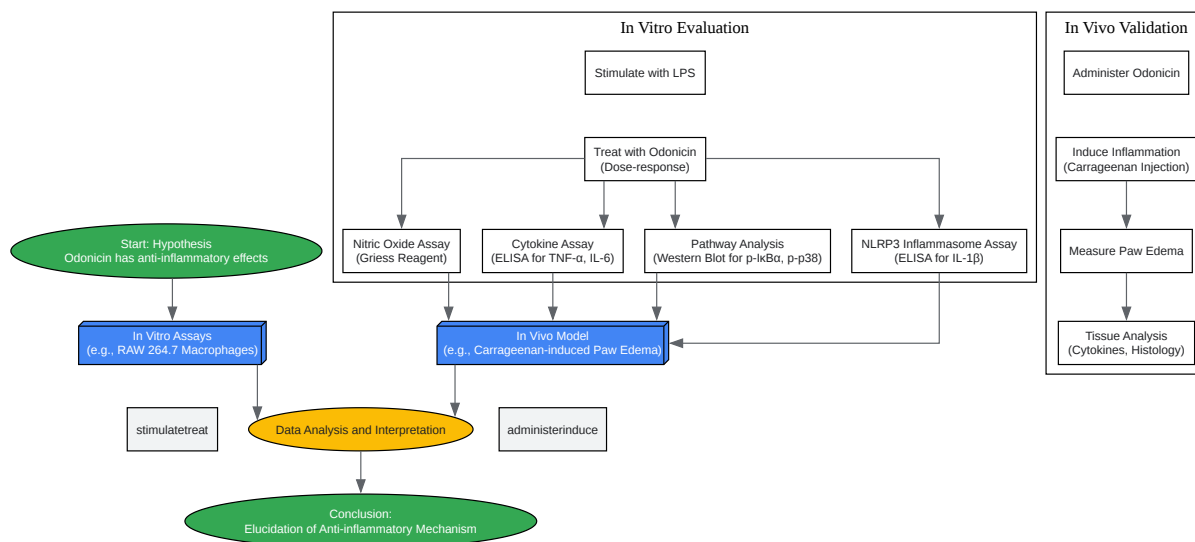 In Vitro Evaluation
In Vivo Validation
Stimulate with LPS
Administer Odonicin
Treat with Odonicin
(Dose-response)
Induce Inflammation
(Carrageenan Injection)
Start: Hypothesis
Odonicin has anti-inflammatory effects
Nitric Oxide Assay
(Griess Reagent)
Cytokine Assay
(ELISA for TNF-α, IL-6)
Pathway Analysis
(Western Blot for p-IκBα, p-p38)
NLRP3 Inflammasome Assay
(ELISA for IL-1β)
Measure Paw Edema
In Vitro Assays
(e.g., RAW 264.7 Macrophages)
In Vivo Model
(e.g., Carrageenan-induced Paw Edema)
Tissue Analysis
(Cytokines, Histology)
stimulatetreat
Data Analysis and Interpretation
administerinduce
Conclusion:
Elucidation of Anti-inflammatory Mechanism